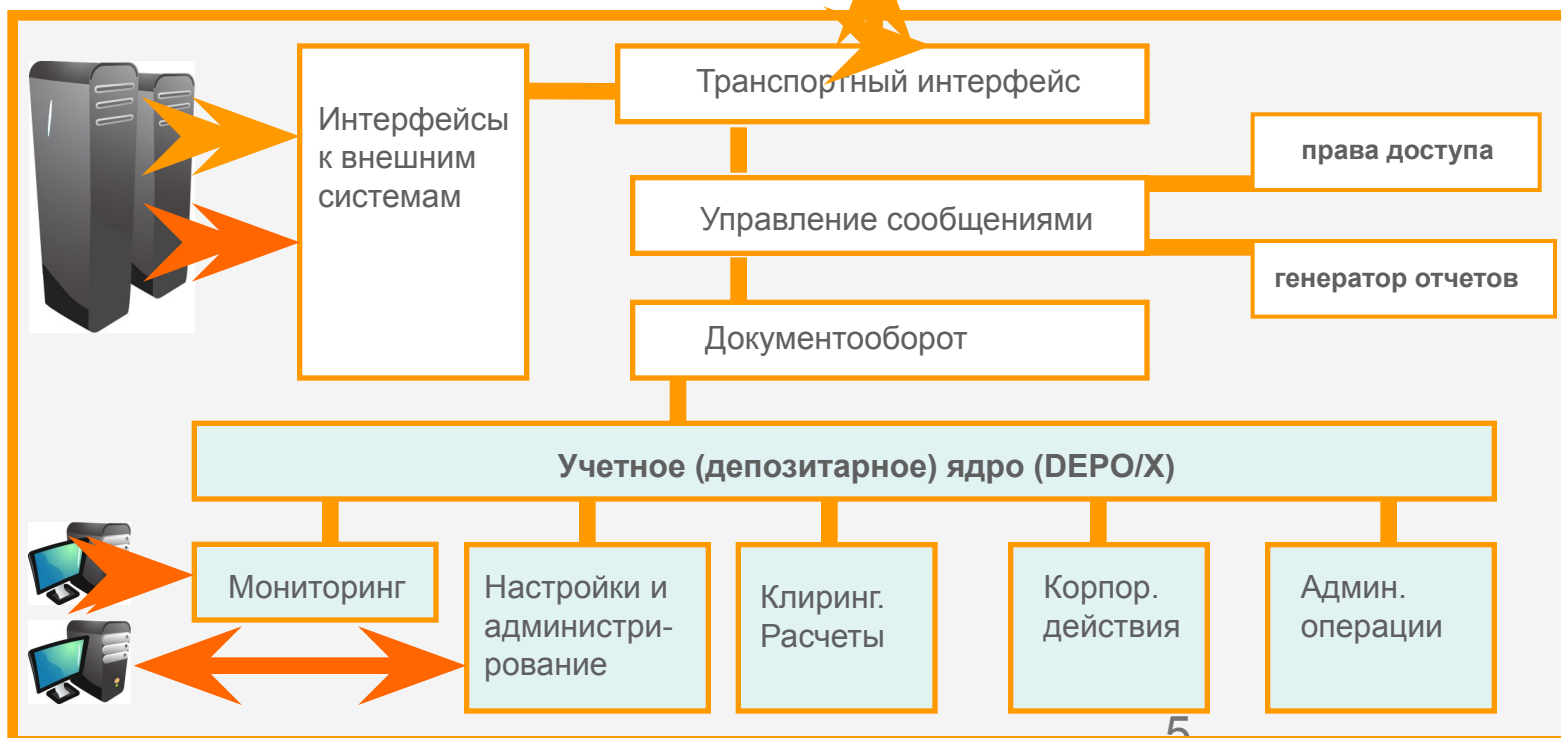 Транспортный интерфейс
Интерфейсы
к внешним
системам
права доступа
Управление сообщениями
генератор отчетов
Документооборот
Учетное (депозитарное) ядро (DEPO/X)
Мониторинг
Настройки и
администри-
рование
Клиринг.
Расчеты
Корпор.
действия
Админ.
операции
5